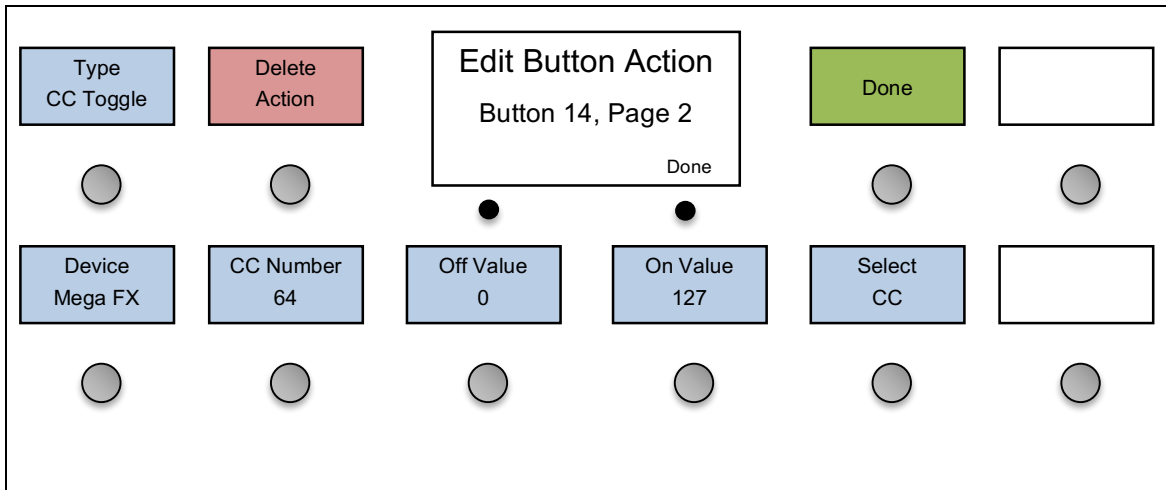 Type
CC Toggle
Delete
Action
Edit Button Action
Button 14, Page 2
Done
Done
Device
Mega FX
CC Number
64
Off Value
0
On Value
127
Select
CC